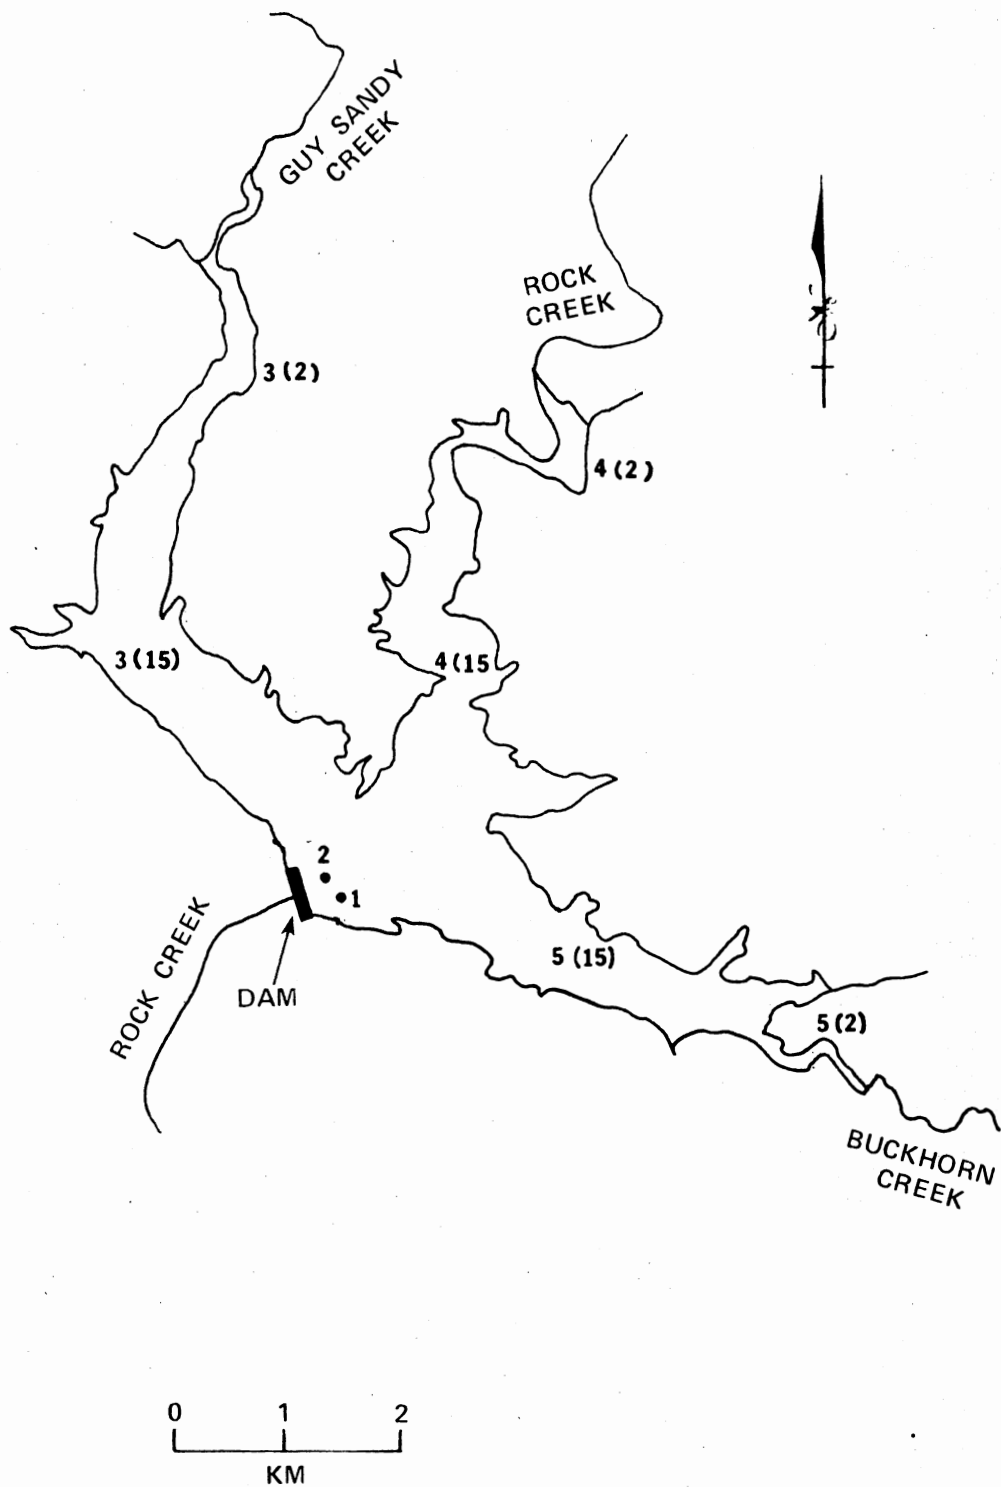 GUY SANDY
CREEK
ROCK
CREEK
3 (2)
4 (2)
3 (15)
4 (15
2
1
5 (15)
ROCK CREEK
DAM
5 (2)
BUCKHORN
CREEK
0 1 2
KM